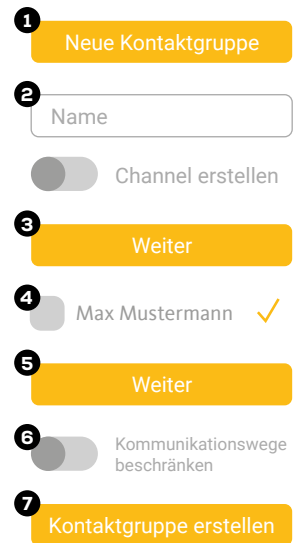 1
Neue Kontaktgruppe
2
Name
Channel erstellen
3
Weiter
4
Max Mustermann
5
Weiter
6
Kommunikationswege
beschränken
7
Kontaktgruppe erstellen